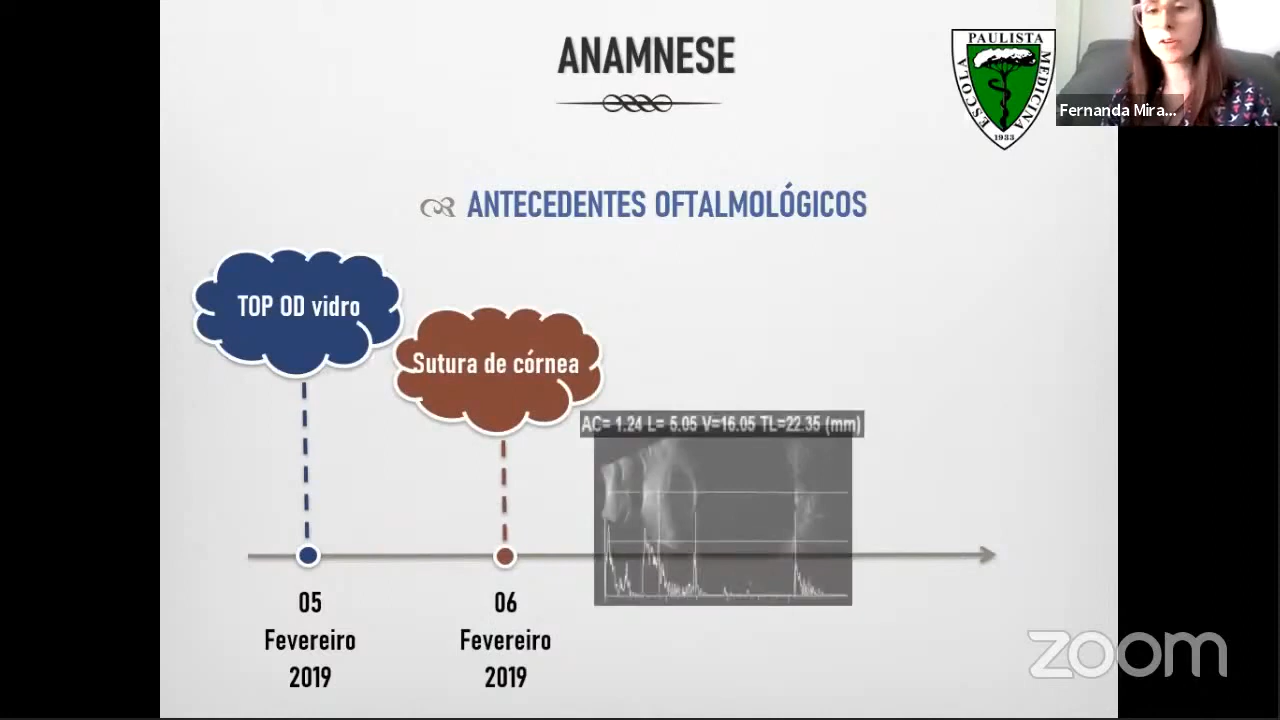 ANAMNESE
PAULISTA
ESCOLA
MEDICINA
1933
Fernanda Mira...
ANTECEDENTES OFTALMOLÓGICOS
TOP OD vidro
Sutura de córnea
AC= 1.24 L= 5.05 V=16.05 TL=22.35 (mm)
05
Fevereiro
2019
06
Fevereiro
2019
zoom